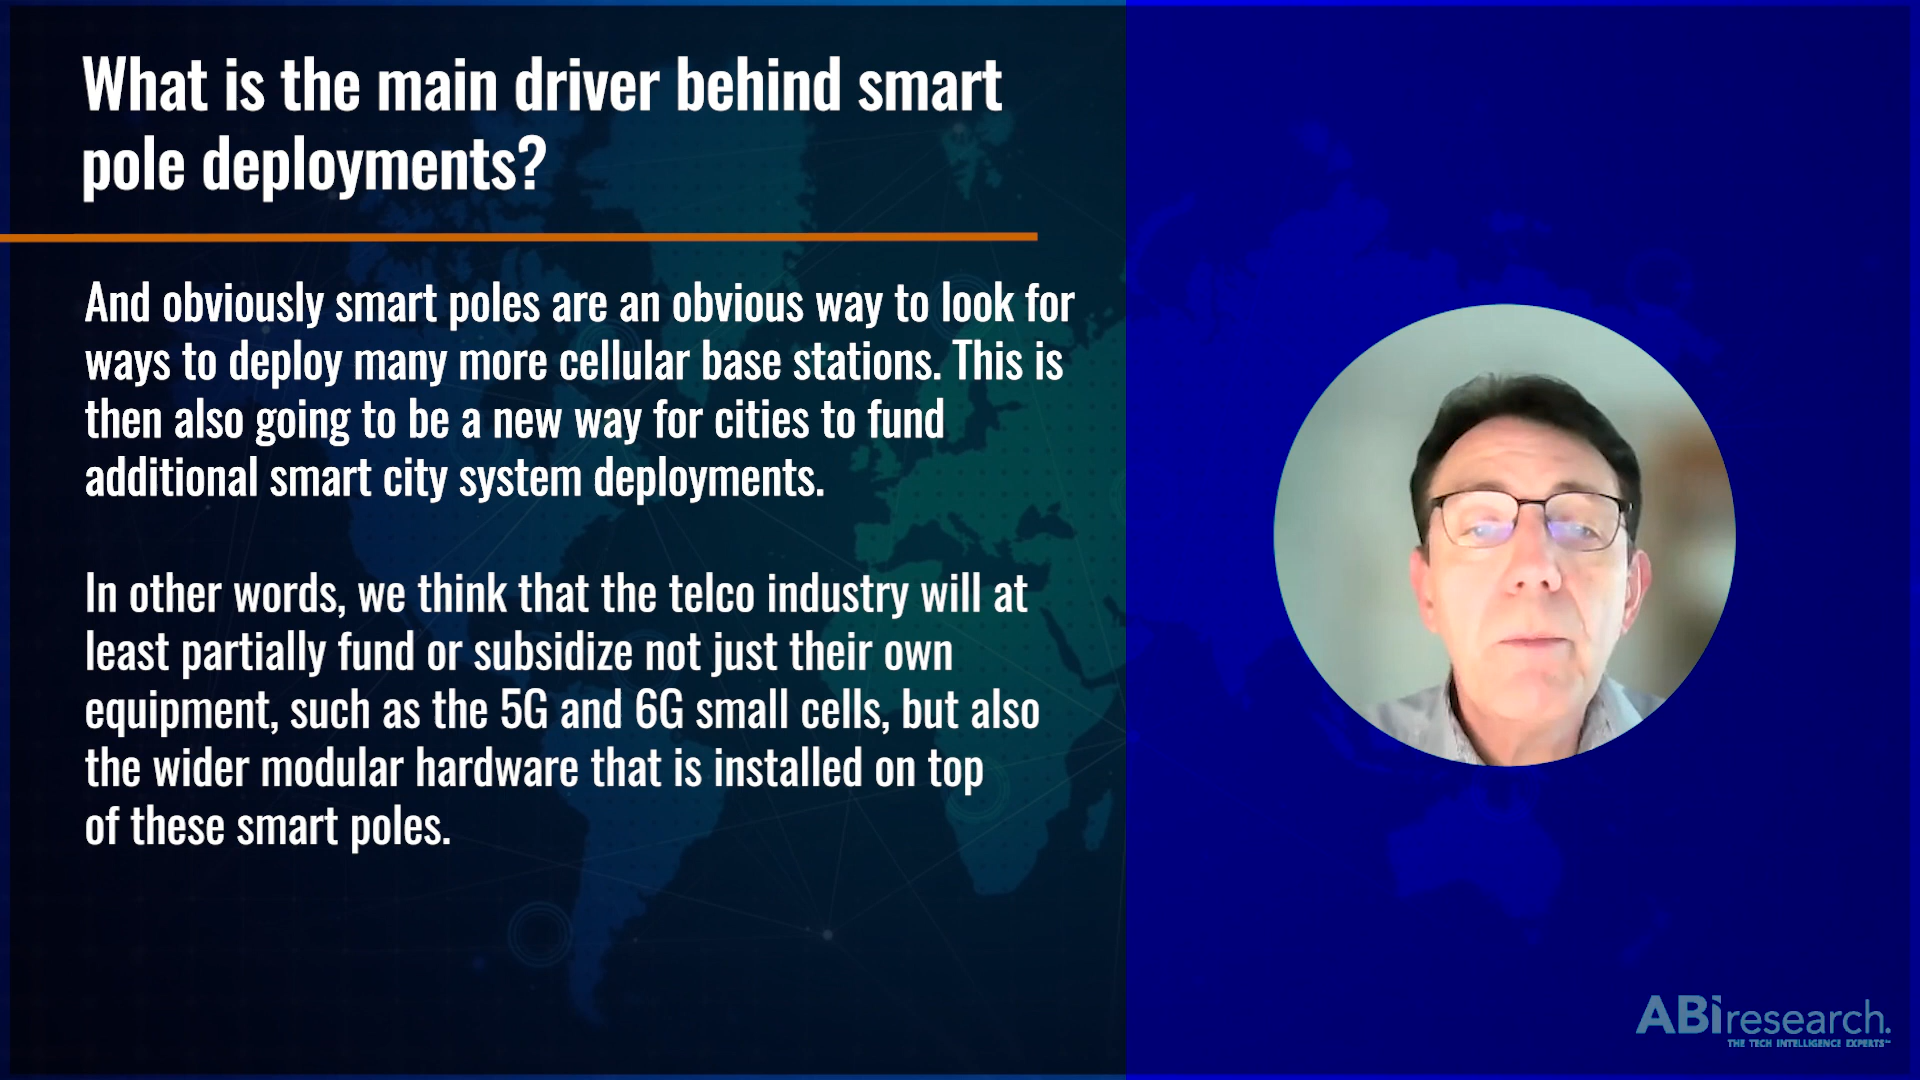 What is the main driver behind smart
pole deployments?
And obviously smart poles are an obvious way to look for
ways to deploy many more cellular base stations. This is
then also going to be a new way for cities to fund
additional smart city system deployments.
In other words, we think that the telco industry will at
least partially fund or subsidize not just their own
equipment, such as the 5G and 6G small cells, but also
the wider modular hardware that is installed on top
of these smart poles.
ABiresearch.
THE TECH INTELLIGENCE EXPERTS™